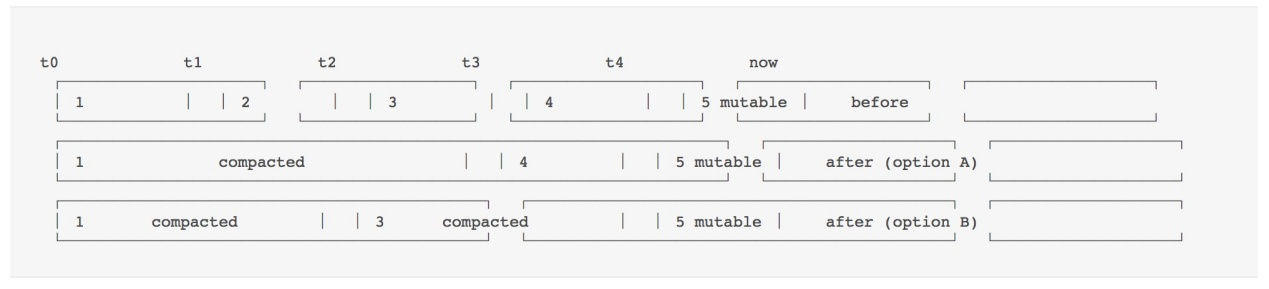 t0 t1 t2 t3 t4 now
| 1 | | 2 | | 3 | | 4 | | 5 mutable | before
| 1 compacted | | 4 | | 5 mutable | after (option A)
| 1 compacted | | 3 compacted | | 5 mutable | after (option B)